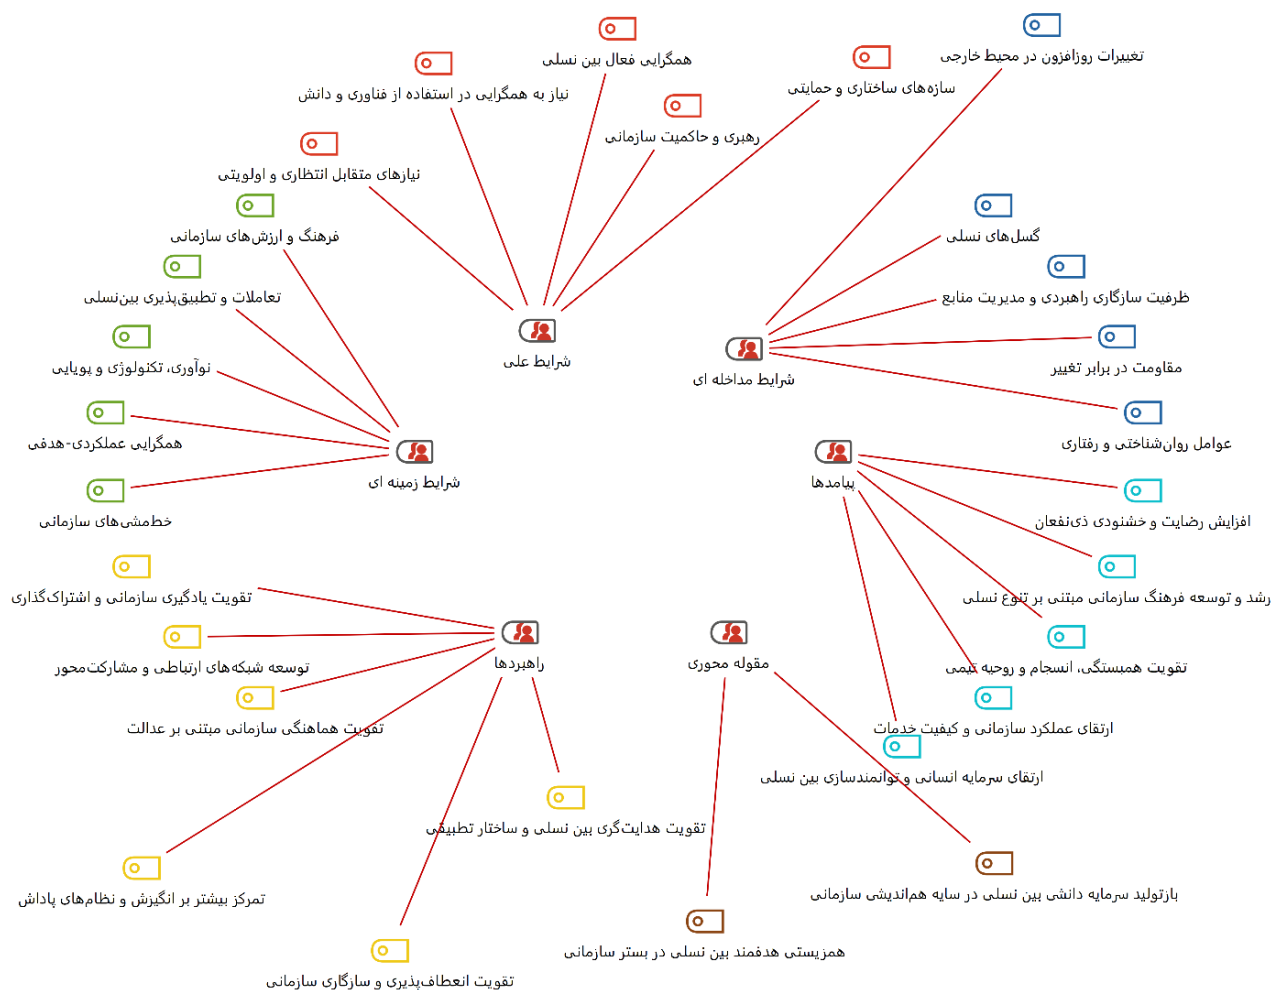 تغییرات روزافزون در محیط خارجی
همگرایی فعال بین نسلی
سازه‌های ساختاری و حمایتی
نیاز به همگرایی در استفاده از فناوری و دانش
رهبری و حاکمیت سازمانی
نیازهای متقابل انتظاری و اولویتی
فرهنگ و ارزش‌های سازمانی
گسل‌های نسلی
تعاملات و تطبیق‌پذیری بین‌نسلی
ظرفیت سازگاری راهبردی و مدیریت منابع
شرایط علی
نوآوری، تکنولوژی و پویایی
مقاومت در برابر تغییر
شرایط مداخله ای
همگرایی عملکردی-هدفی
عوامل روان‌شناختی و رفتاری
شرایط زمینه ای
پیامدها
خط‌مشی‌های سازمانی
افزایش رضایت و خشنودی ذی‌نفعان
تقویت یادگیری سازمانی و اشتراک‌گذاری
رشد و توسعه فرهنگ سازمانی مبتنی بر تنوع نسلی
توسعه شبکه‌های ارتباطی و مشارکت‌محور
راهبردها
مقوله محوری
تقویت همبستگی، انسجام و روحیه تیمی
تقویت هماهنگی سازمانی مبتنی بر عدالت
ارتقای عملکرد سازمانی و کیفیت خدمات
ارتقای سرمایه انسانی و توانمندسازی بین نسلی
تقویت هدایت‌گری بین نسلی و ساختار تطبیقی
تمرکز بیشتر بر انگیزش و نظام‌های پاداش
بازتولید سرمایه دانشی بین نسلی در سایه هم‌اندیشی سازمانی
همزیستی هدفمند بین نسلی در بستر سازمانی
تقویت انعطاف‌پذیری و سازگاری سازمانی